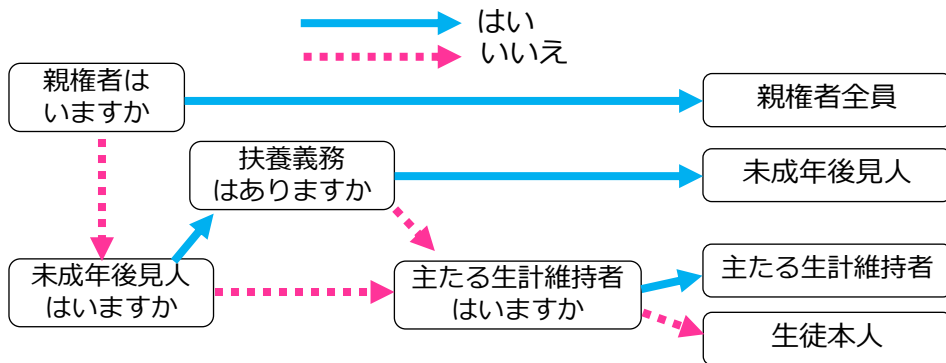 はい
いいえ
親権者は
いますか
親権者全員
扶養義務
はありますか
未成年後見人
未成年後見人
はいますか
主たる生計維持者
はいますか
主たる生計維持者
生徒本人